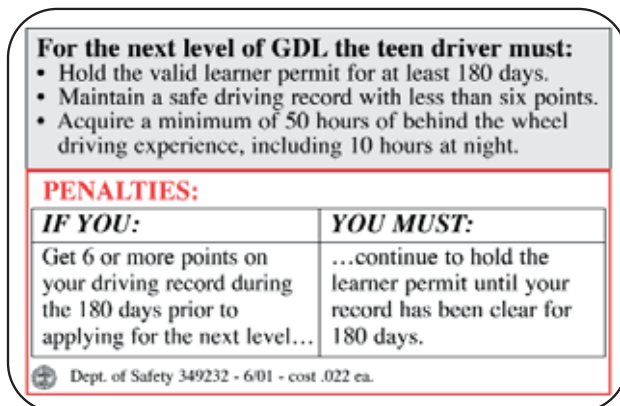 For the next level of GDL the teen driver must:
• Hold the valid learner permit for at least 180 days.
• Maintain a safe driving record with less than six points.
• Acquire a minimum of 50 hours of behind the wheel
driving experience, including 10 hours at night.
PENALTIES:
IF YOU:
Get 6 or more points on
your driving record during
the 180 days prior to
applying for the next level…
YOU MUST:
…continue to hold the
learner permit until your
record has been clear for
180 days.
Dept. of Safety 349232 - 6/01 - cost .022 ea.